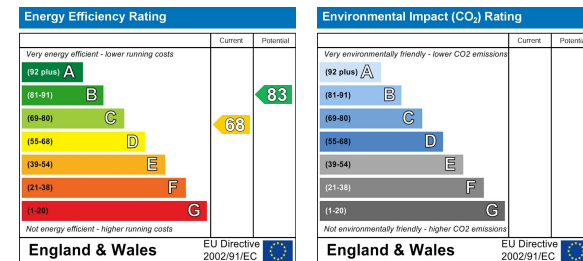 Energy Efficiency Rating
Current Potential
Very energy efficient - lower running costs
(92 plus) A
(81-91) B
(69-80) C
(55-68) D
(39-54) E
(21-38) F
(1-20) G
83
68
Not energy efficient - higher running costs
England & Wales
EU Directive
2002/91/EC
Environmental Impact (CO₂) Rating
Current Potentia
Very environmentally friendly - lower CO2 emissions
(92 plus) A
(81-91) B
(69-80) C
(55-68) D
(39-54) E
(21-38) F
(1-20) G
Not environmentally friendly - higher CO2 emissions
England & Wales
EU Directive
2002/91/EC